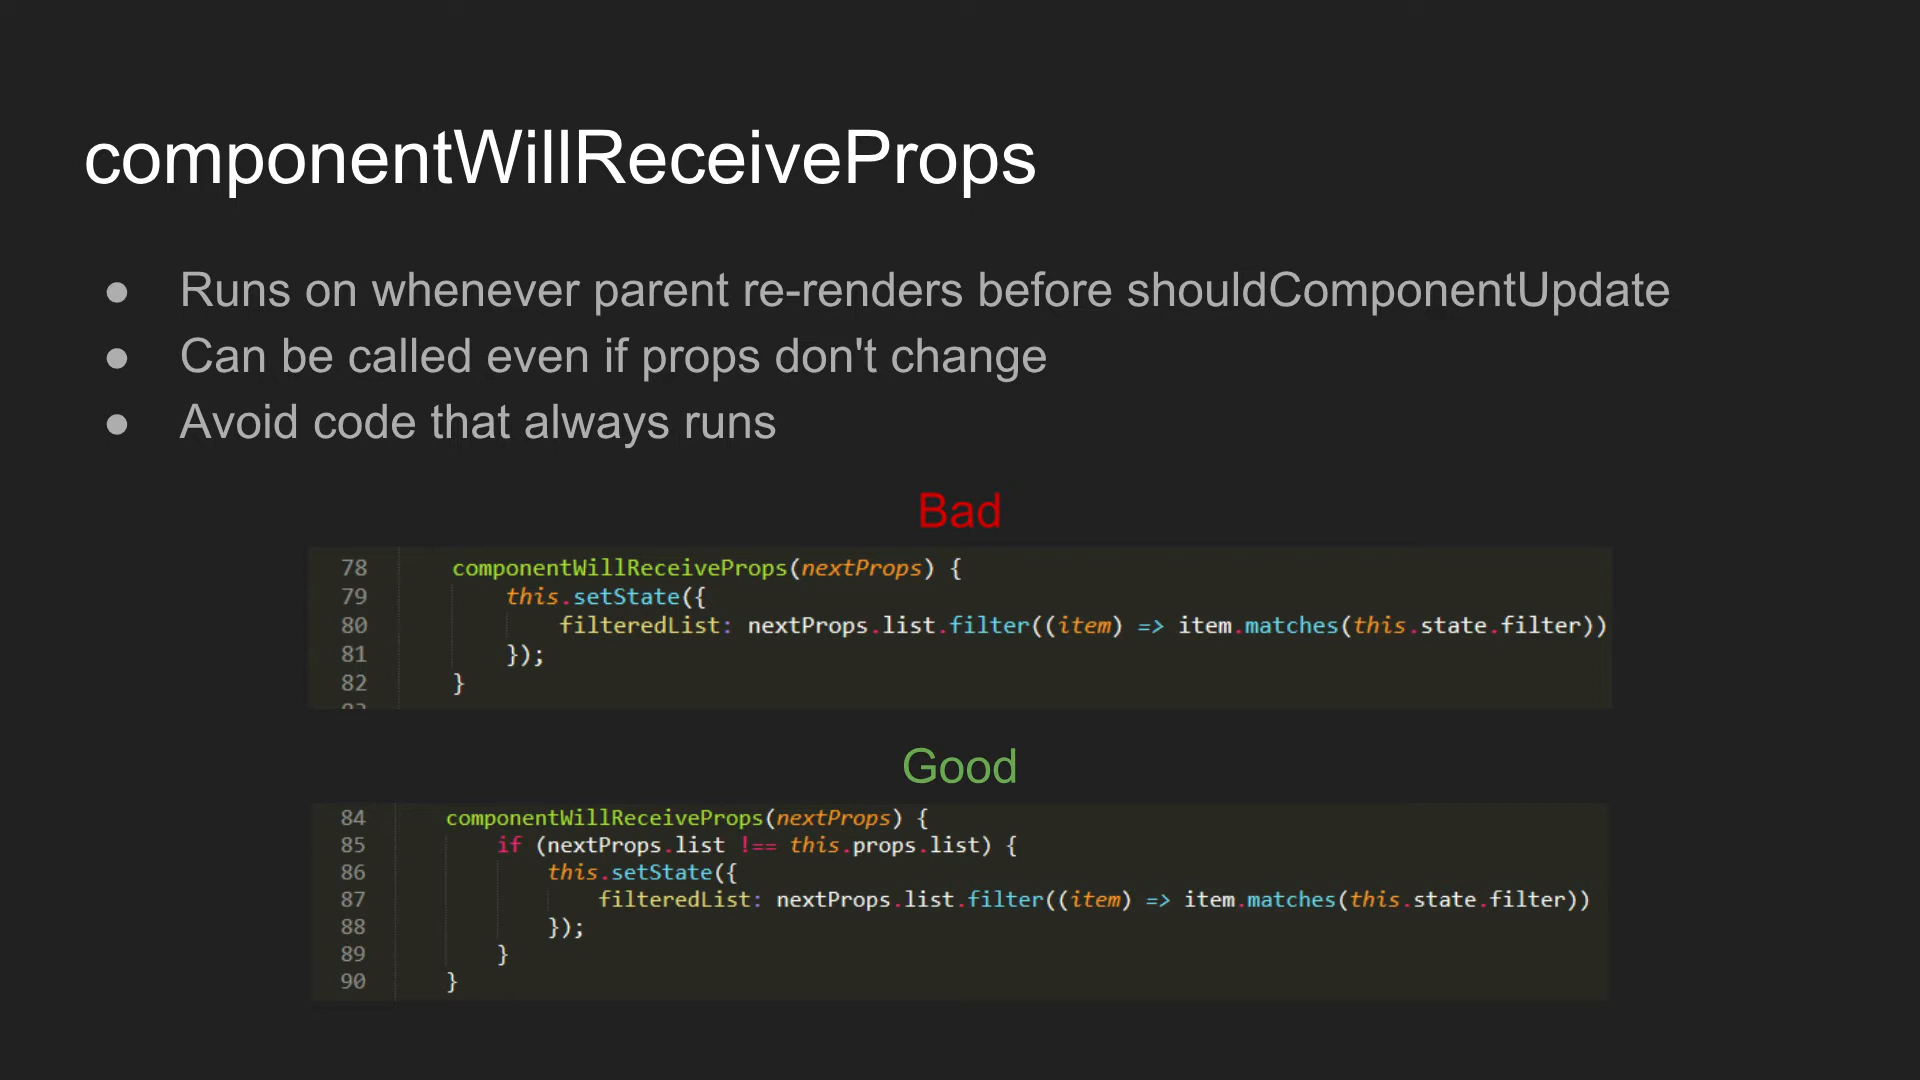 componentWillReceiveProps
● Runs on whenever parent re-renders before shouldComponentUpdate
● Can be called even if props don't change
● Avoid code that always runs
Bad
78 componentWillReceiveProps(nextProps) {
79 this.setState({
80 filteredList: nextProps.list.filter((item) => item.matches(this.state.filter))
81 });
82 }
Good
84 componentWillReceiveProps(nextProps) {
85 if (nextProps.list !== this.props.list) {
86 this.setState({
87 filteredList: nextProps.list.filter((item) => item.matches(this.state.filter))
88 });
89 }
90 }